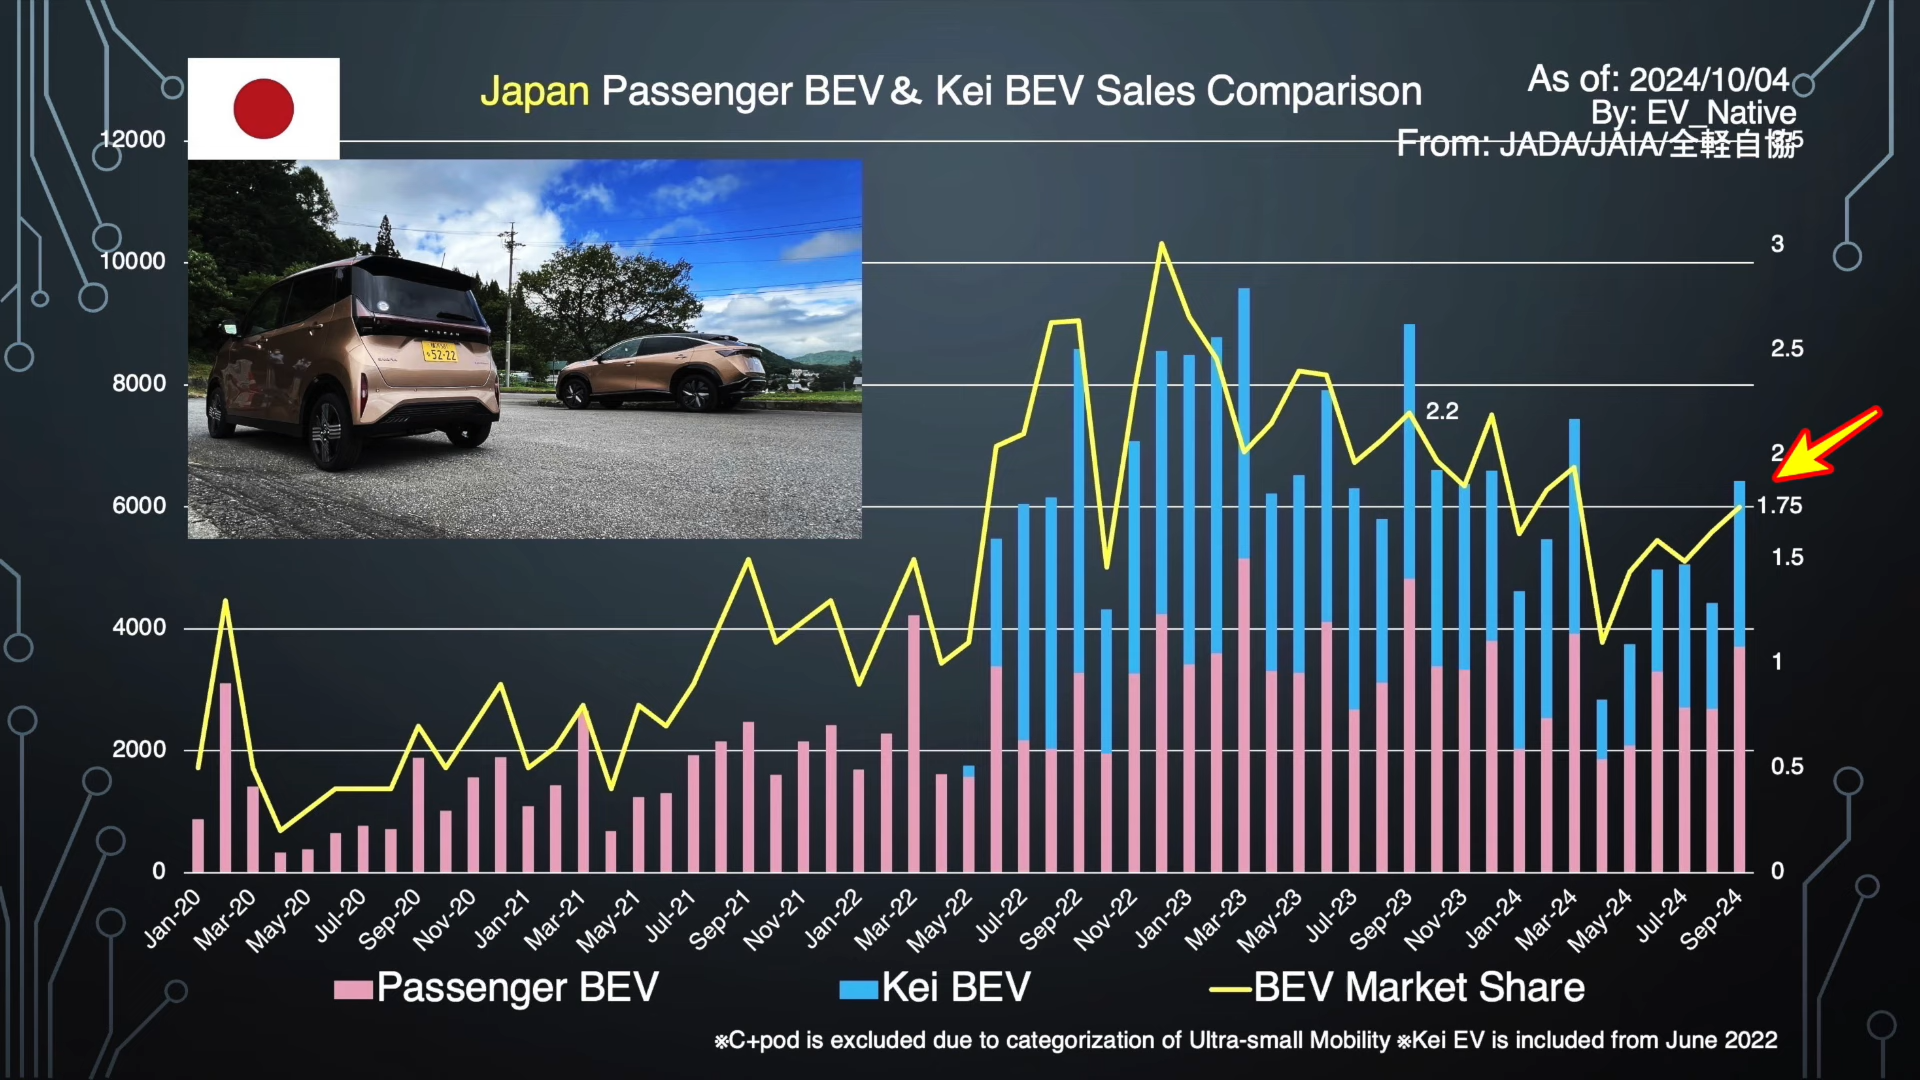 Japan Passenger BEV& Kei BEV Sales Comparison
As of: 2024/10/04
By: EV_Native
From: JADA/JAIA/全軽自協
12000
10000
8000
6000
4000
2000
0
3
2.5
2
1.75
1.5
1
0.5
0
2.2
NISSAN
52-22
Jan-20
Mar-20
May-20
Jul-20
Sep-20
Nov-20
Jan-21
Mar-21
May-21
Jul-21
Sep-21
Nov-21
Jan-22
Mar-22
May-22
Jul-22
Sep-22
Nov-22
Jan-23
Mar-23
May-23
Jul-23
Sep-23
Nov-23
Jan-24
Mar-24
May-24
Jul-24
Sep-24
Passenger BEV
Kei BEV
BEV Market Share
※C+pod is excluded due to categorization of Ultra-small Mobility ※Kei EV is included from June 2022